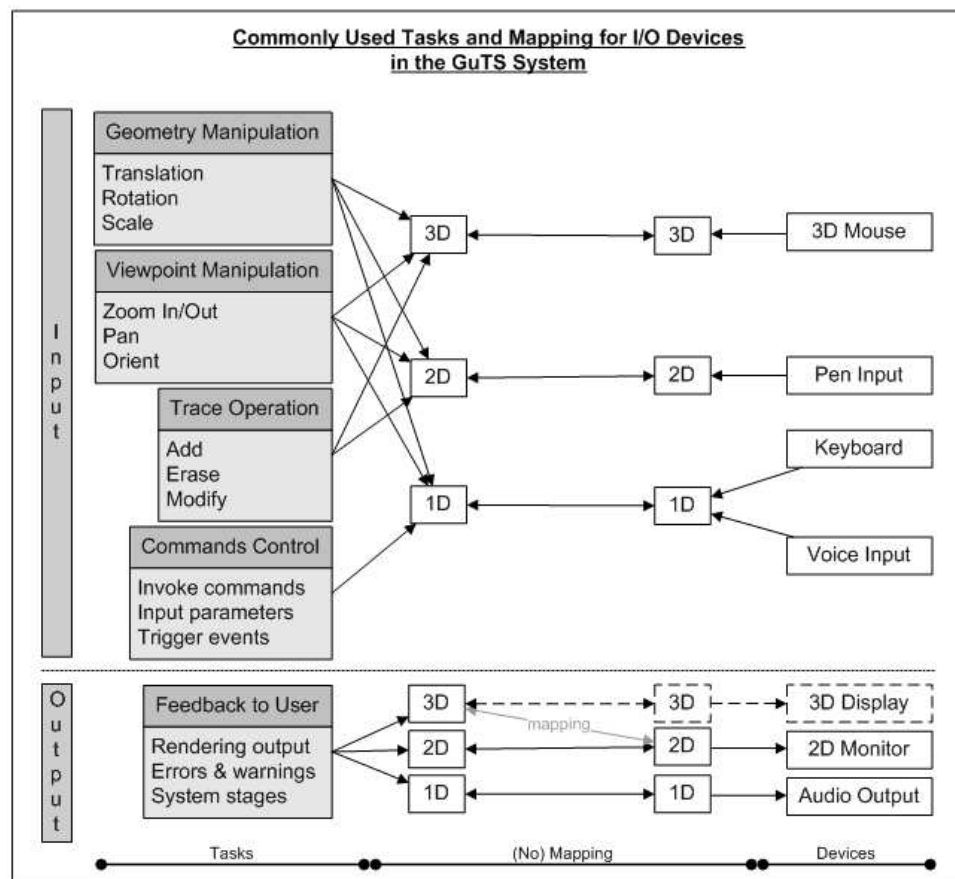 Commonly Used Tasks and Mapping for I/O Devices
in the GuTS System
Input
Geometry Manipulation
Translation
Rotation
Scale
Viewpoint Manipulation
Zoom In/Out
Pan
Orient
Trace Operation
Add
Erase
Modify
Commands Control
Invoke commands
Input parameters
Trigger events
3D
3D
3D Mouse
2D
2D
Pen Input
Keyboard
1D
1D
Voice Input
Output
Feedback to User
Rendering output
Errors & warnings
System stages
3D
3D
3D Display
mapping
2D
2D
2D Monitor
1D
1D
Audio Output
Tasks
(No) Mapping
Devices